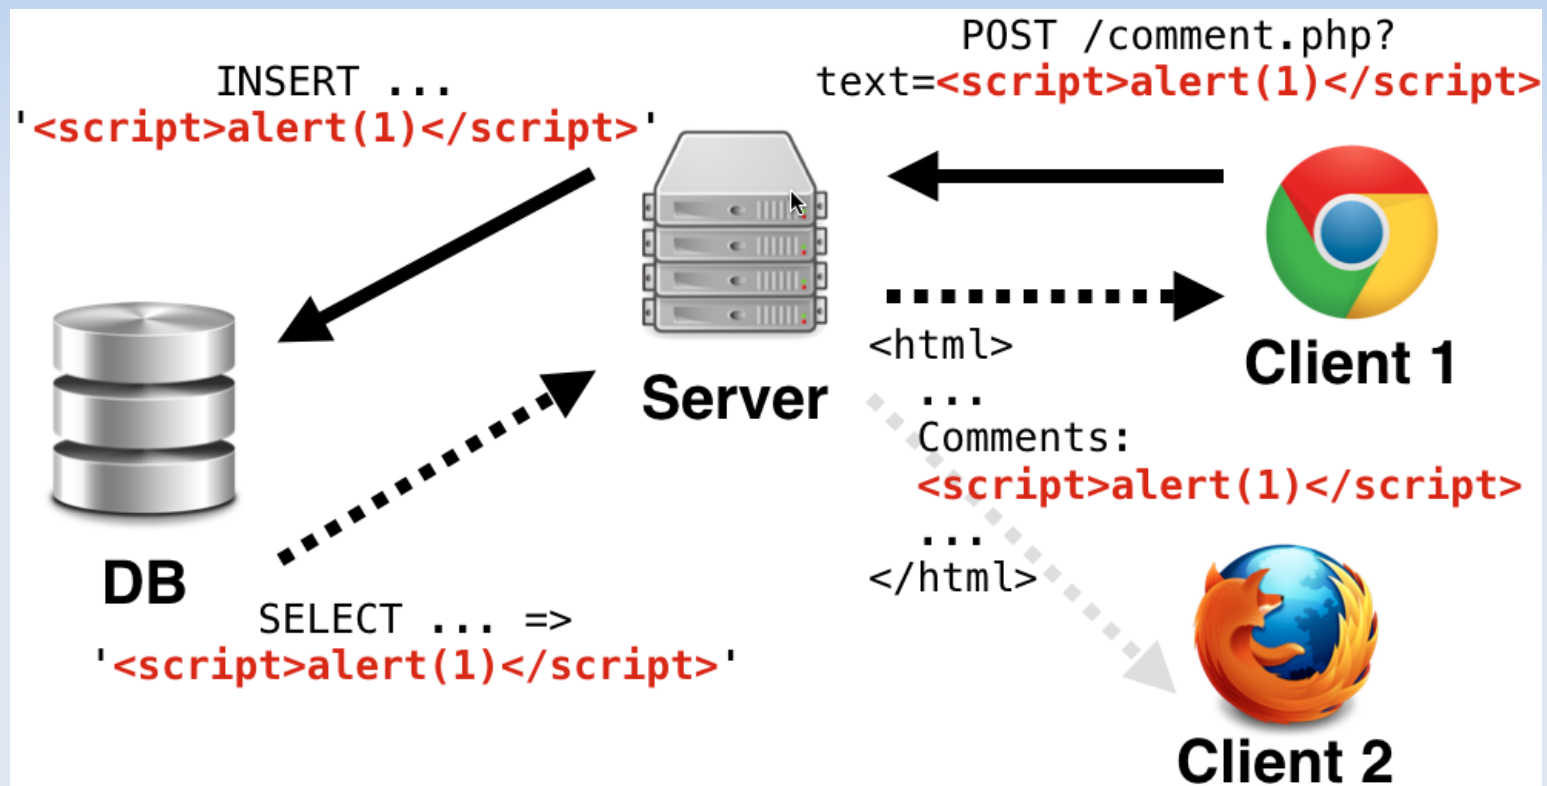 POST /comment.php?
text=<script>alert(1)</script>
INSERT ...
'<script>alert(1)</script>'
Client 1
Server
<html>
...
Comments:
<script>alert(1)</script>
...
</html>
DB
SELECT ... =>
'<script>alert(1)</script>'
Client 2